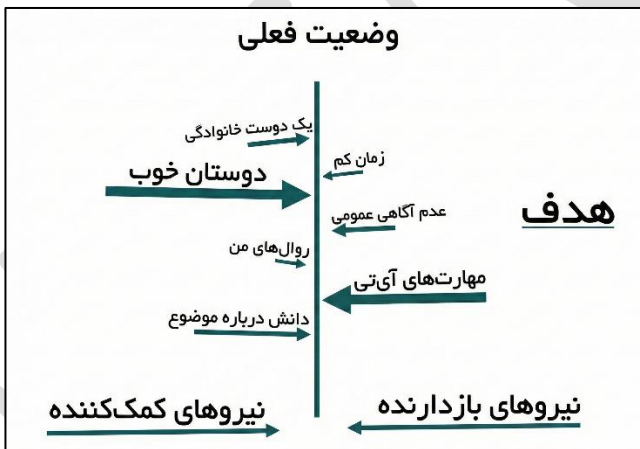 وضعیت فعلی
یک دوست خانوادگی
زمان کم
دوستان خوب
عدم آگاهی عمومی
هدف
روال‌های من
مهارت‌های آی‌تی
دانش درباره موضوع
نیروهای بازدارنده
نیروهای کمک‌کننده